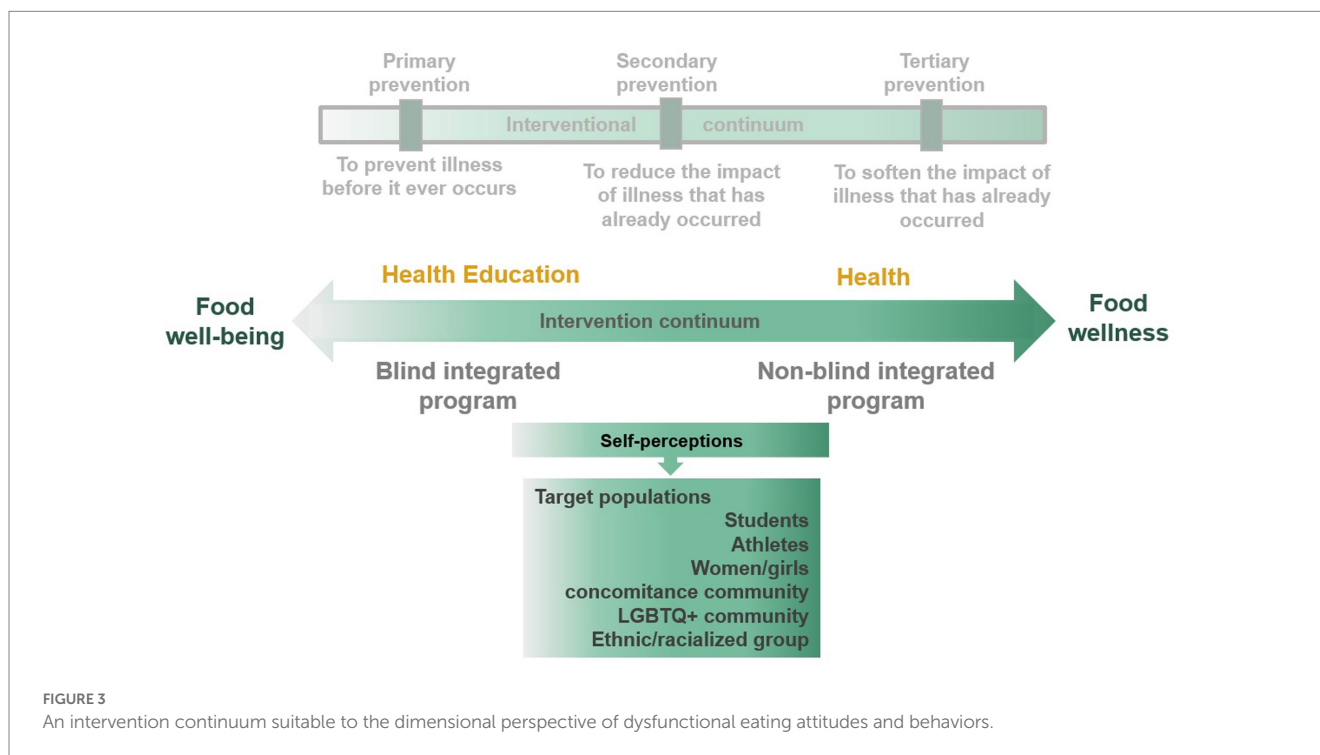 Primary
prevention
Secondary
prevention
Tertiary
prevention
Interventional continuum
To prevent illness
before it ever occurs
To reduce the impact
of illness that has
already occurred
To soften the impact of
illness that has already
occurred
Health Education
Health
Food
well-being
Intervention continuum
Food
wellness
Blind integrated
program
Non-blind integrated
program
Self-perceptions
Target populations
Students
Athletes
Women/girls
concomitance community
LGBTQ+ community
Ethnic/racialized group
FIGURE 3
An intervention continuum suitable to the dimensional perspective of dysfunctional eating attitudes and behaviors.